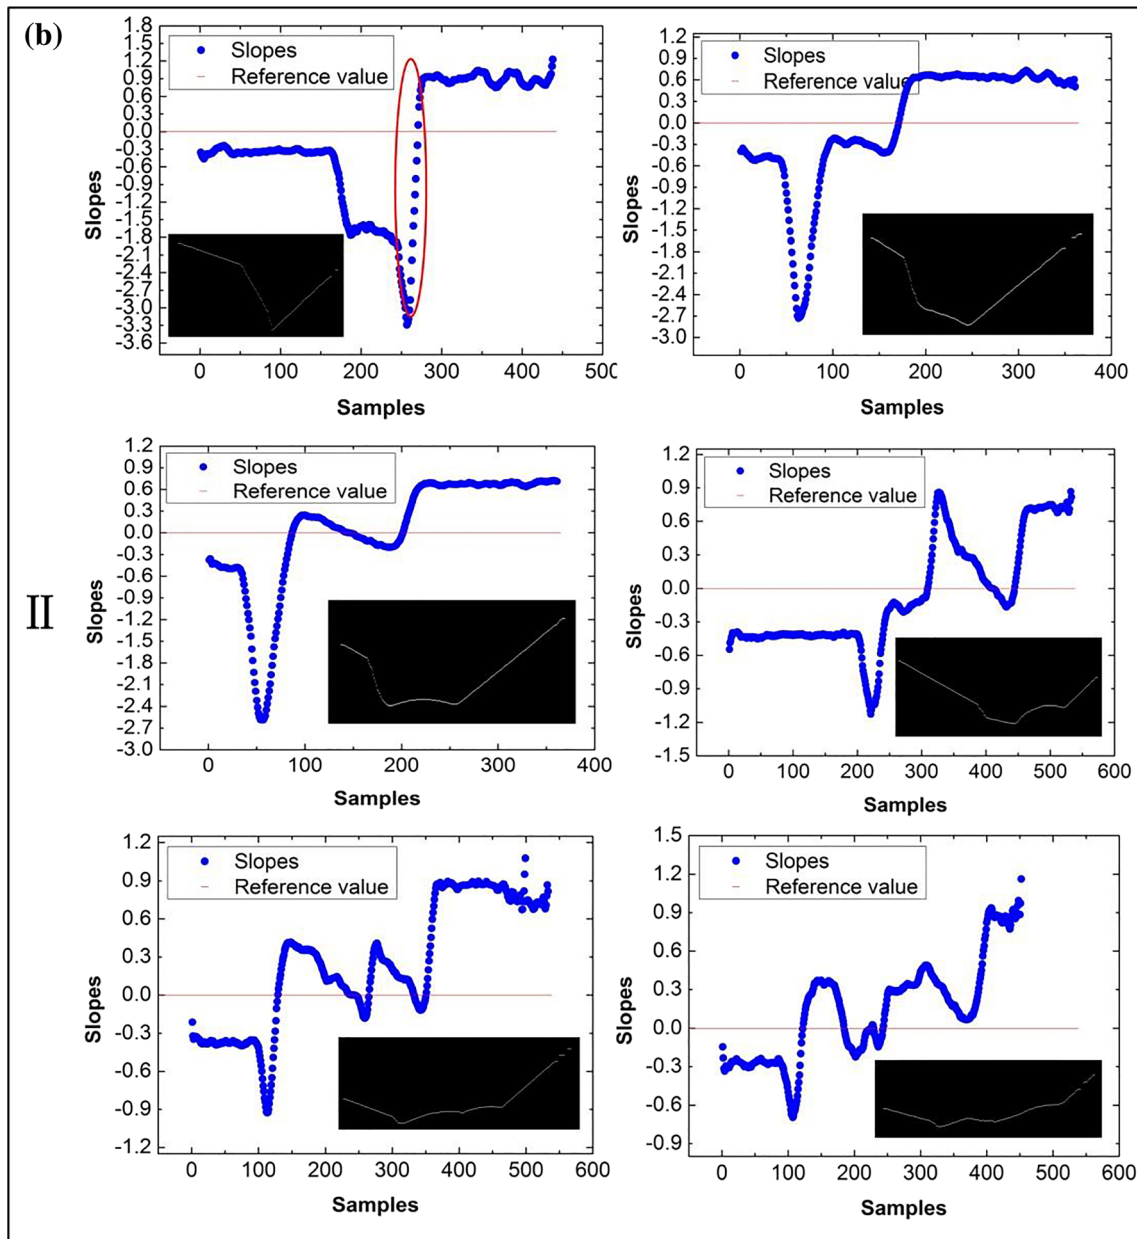 (b)
1.8
1.5
1.2
0.9
0.6
0.3
0.0
-0.3
-0.6
-0.9
-1.2
-1.5
-1.8
-2.1
-2.4
-2.7
-3.0
-3.3
-3.6
Slopes
Slopes
Reference value
0 100 200 300 400 500
Samples
1.2
0.9
0.6
0.3
0.0
-0.3
-0.6
-0.9
-1.2
-1.5
-1.8
-2.1
-2.4
-2.7
-3.0
Slopes
Slopes
Reference value
0 100 200 300 400
Samples
II
1.2
0.9
0.6
0.3
0.0
-0.3
-0.6
-0.9
-1.2
-1.5
-1.8
-2.1
-2.4
-2.7
-3.0
Slopes
Slopes
Reference value
0 100 200 300 400
Samples
1.2
0.9
0.6
0.3
0.0
-0.3
-0.6
-0.9
-1.2
-1.5
Slopes
Slopes
Reference value
0 100 200 300 400 500 600
Samples
1.2
0.9
0.6
0.3
0.0
-0.3
-0.6
-0.9
-1.2
Slopes
Slopes
Reference value
0 100 200 300 400 500 600
Samples
1.5
1.2
0.9
0.6
0.3
0.0
-0.3
-0.6
-0.9
Slopes
Slopes
Reference value
0 100 200 300 400 500 600
Samples